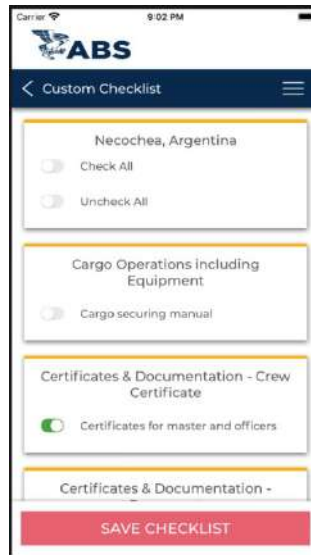 Carrier 9:02 PM
ABS
Custom Checklist
Necochea, Argentina
Check All
Uncheck All
Cargo Operations including
Equipment
Cargo securing manual
Certificates & Documentation - Crew
Certificate
Certificates for master and officers
Certificates & Documentation -
SAVE CHECKLIST